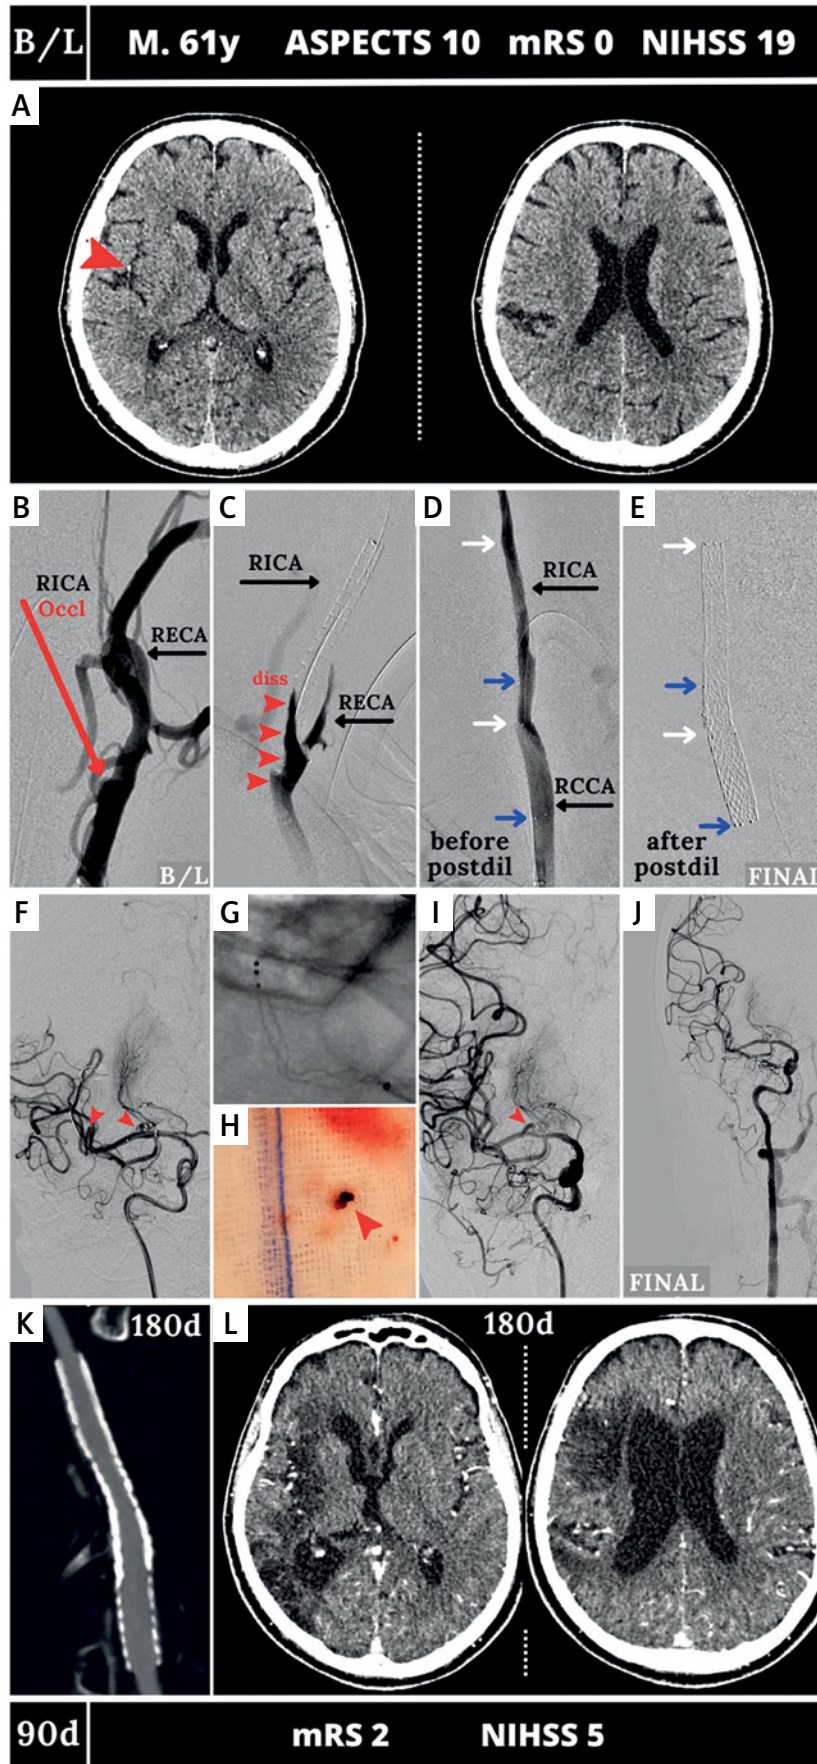 B/L M. 61y ASPECTS 10 mRS 0 NIHSS 19
A
B
RICA
Occl
RECA
B/L
C
RICA
diss
RECA
D
RICA
RCCA
before
postdil
E
after
postdil
FINAL
F
G
H
I
J
FINAL
K
180d
L
180d
90d mRS 2 NIHSS 5